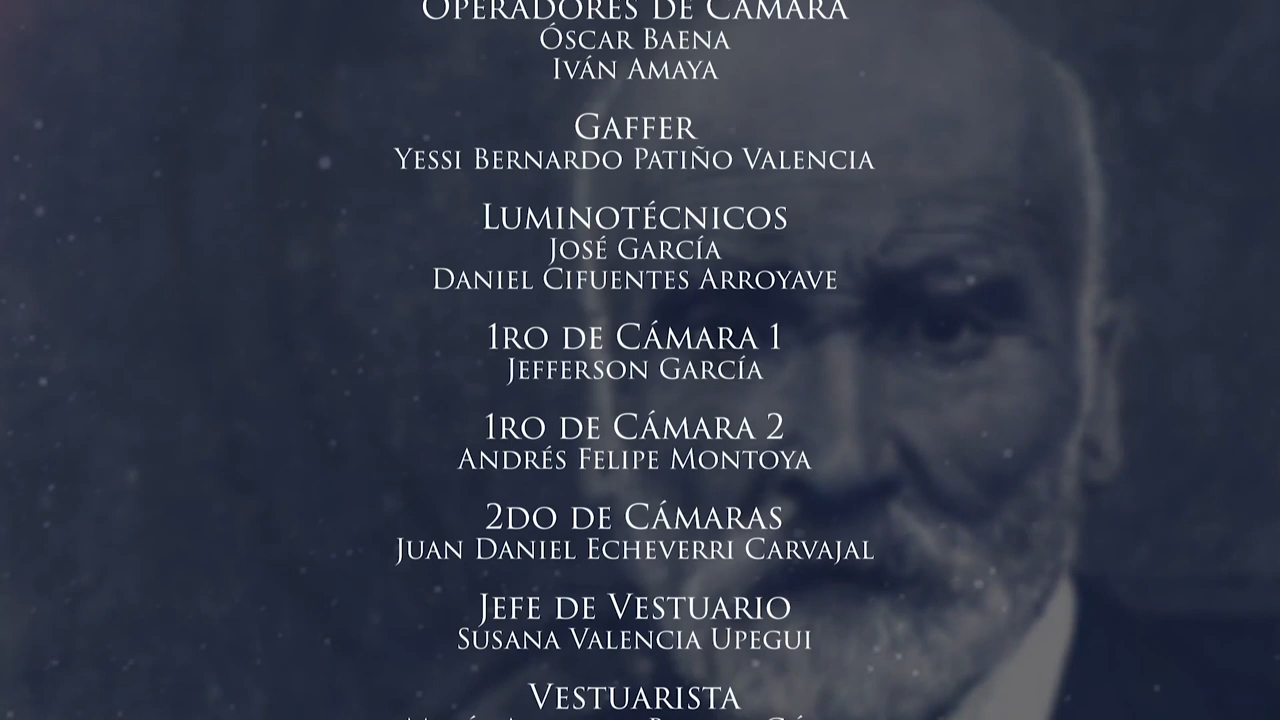 Operadores de Cámara
Óscar Baena
Iván Amaya
Gaffer
Yessi Bernardo Patiño Valencia
Luminotécnicos
José García
Daniel Cifuentes Arroyave
1ro de Cámara 1
Jefferson García
1ro de Cámara 2
Andrés Felipe Montoya
2do de Cámaras
Juan Daniel Echeverri Carvajal
Jefe de Vestuario
Susana Valencia Upegui
Vestuarista